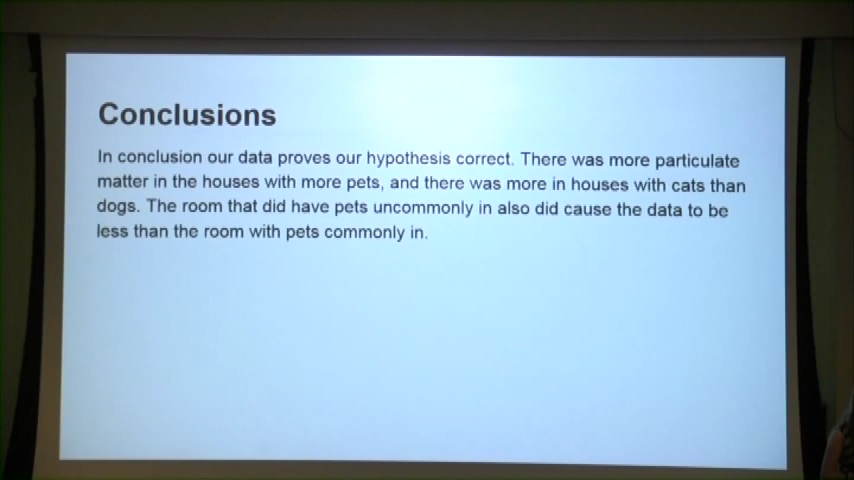 Conclusions
In conclusion our data proves our hypothesis correct. There was more particulate
matter in the houses with more pets, and there was more in houses with cats than
dogs. The room that did have pets uncommonly in also did cause the data to be
less than the room with pets commonly in.